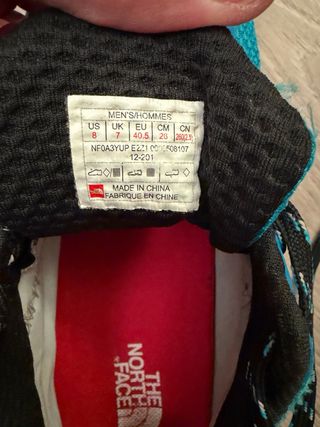 MEN'S/HOMMES
US UK EU CM CN
8 7 40.5 26 260(2.5)
NF0A3YUP
12-201
MADE IN CHINA
FABRIQUE EN CHINE
THE
NORTH
FACE